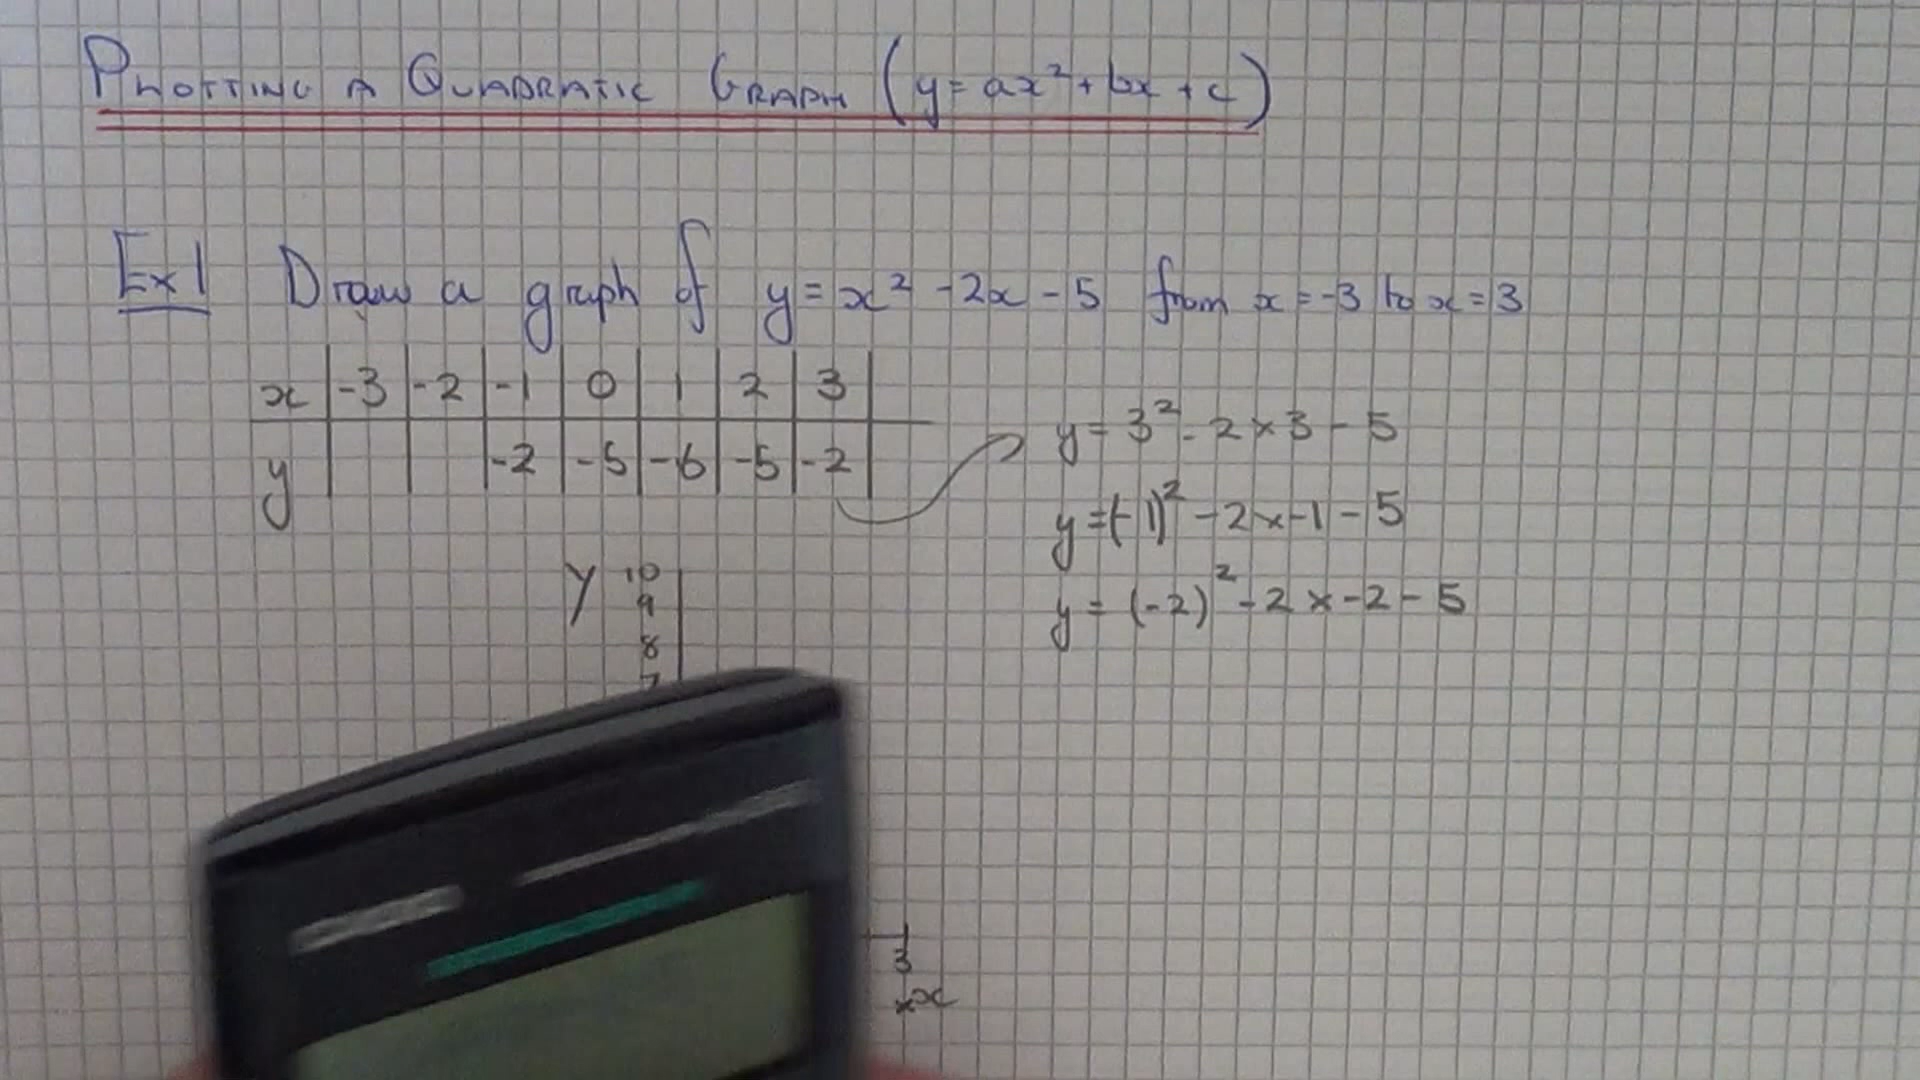 PLOTTING A QUADRATIC GRAPH (y = ax² + bx + c)
Ex 1 Draw a graph of y = x² - 2x - 5 from x = -3 to x = 3
x | -3 | -2 | -1 | 0 | 1 | 2 | 3 |
y | | | -2 | -5 | -6 | -5 | -2 |
y = 3² - 2 × 3 - 5
y = (-1)² - 2 × -1 - 5
y = (-2)² - 2 × -2 - 5
Y 10
9
8
7
3
x